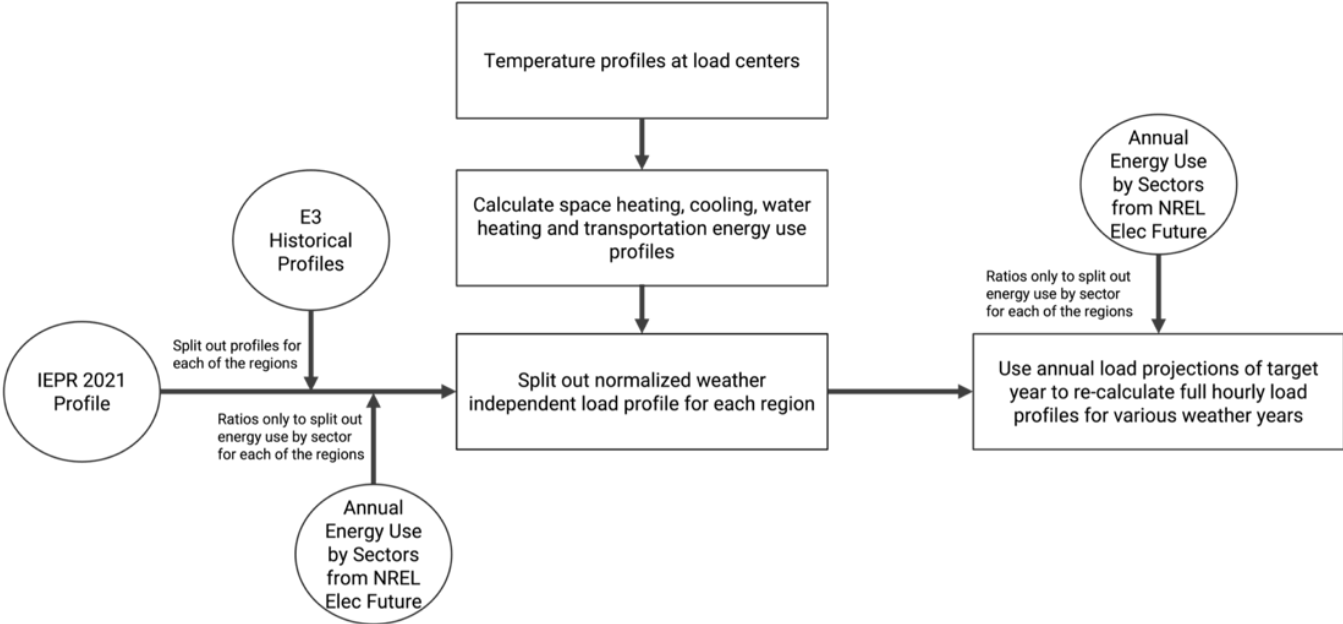 Temperature profiles at load centers
Annual
Energy Use
by Sectors
from NREL
Elec Future
E3
Historical
Profiles
Calculate space heating, cooling, water
heating and transportation energy use
profiles
Ratios only to split out
energy use by sector
for each of the regions
Split out profiles for
each of the regions
IEPR 2021
Profile
Split out normalized weather
independent load profile for each region
Use annual load projections of target
year to re-calculate full hourly load
profiles for various weather years
Ratios only to split out
energy use by sector
for each of the regions
Annual
Energy Use
by Sectors
from NREL
Elec Future